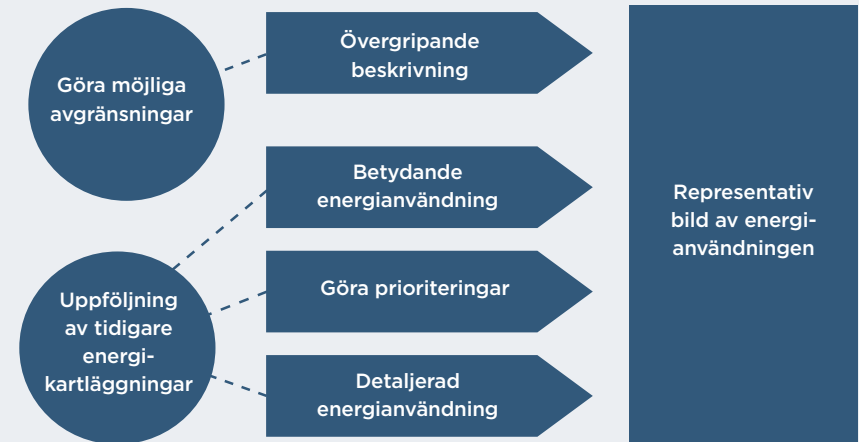 Göra möjliga
avgränsningar
Övergripande
beskrivning
Betydande
energianvändning
Uppföljning
av tidigare
energi-
kartläggningar
Göra prioriteringar
Detaljerad
energianvändning
Representativ
bild av energi-
användningen